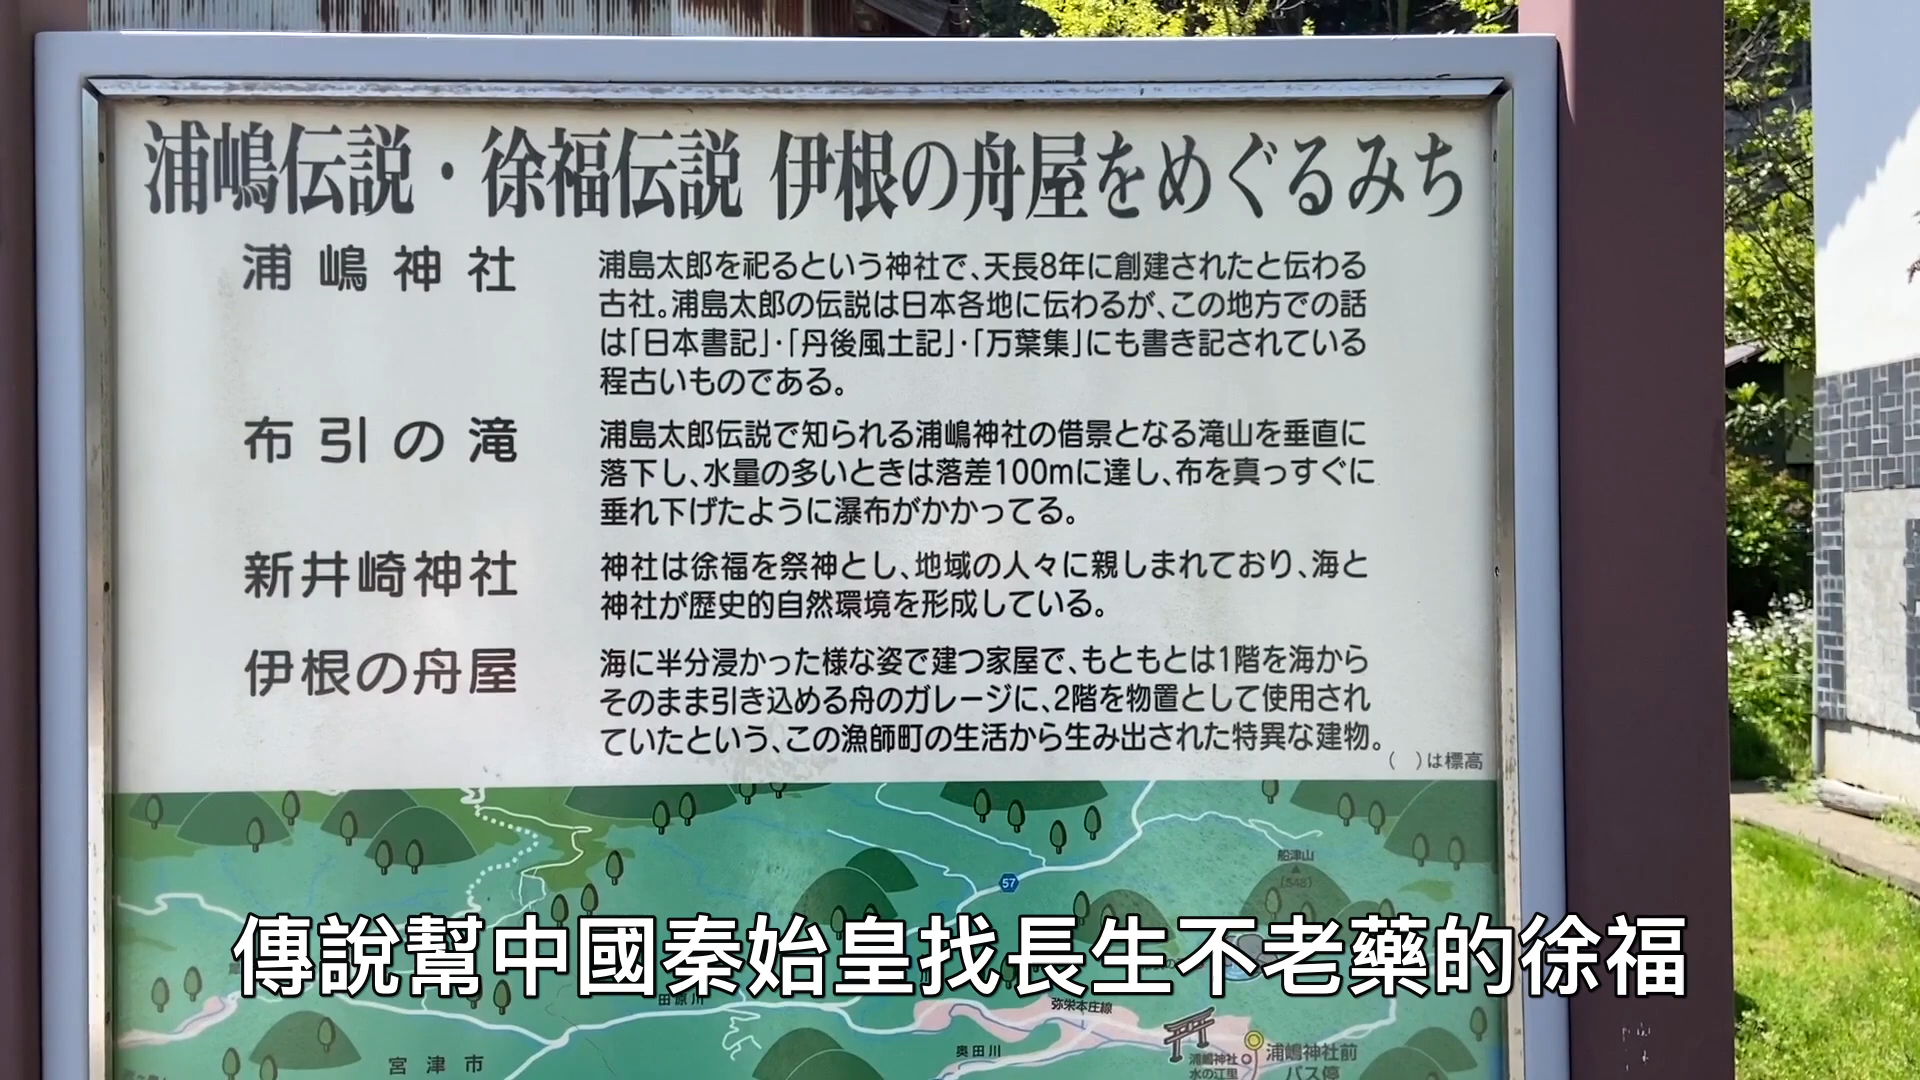 浦嶋伝説・徐福伝説 伊根の舟屋をめぐるみち
浦嶋神社
浦島太郎を祀るという神社で、天長8年に創建されたと伝わる
古社。浦島太郎の伝説は日本各地に伝わるが、この地方での話
は「日本書記」・「丹後風土記」・「万葉集」にも書き記されている
程古いものである。
布引の滝
浦島太郎伝説で知られる浦嶋神社の借景となる滝山を垂直に
落下し、水量の多いときは落差100mに達し、布を真っすぐに
垂れ下げたように瀑布がかかってる。
新井崎神社
神社は徐福を祭神とし、地域の人々に親しまれており、海と
神社が歴史的自然環境を形成している。
伊根の舟屋
海に半分浸かった様な姿で建つ家屋で、もともとは1階を海から
そのまま引き込める舟のガレージに、2階を物置として使用され
ていたという、この漁師町の生活から生み出された特異な建物。
( )は標高
船津山
(548)
57
傳說幫中國秦始皇找長生不老藥的徐福
田原川
弥栄本庄線
奥田川
宮津市
浦嶋神社
水の江里
浦嶋神社前
バス停